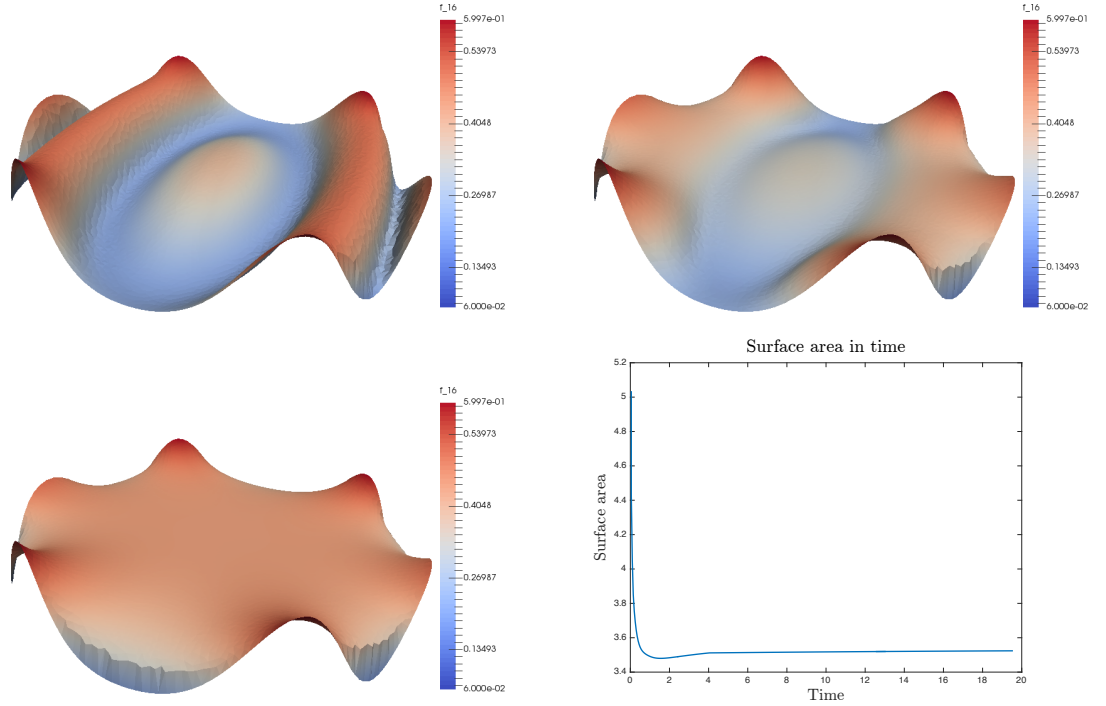 f_16
5.997e-01
0.53973
0.4048
0.26987
0.13493
6.000e-02
f_16
5.997e-01
0.53973
0.4048
0.26987
0.13493
6.000e-02
f_16
5.997e-01
0.53973
0.4048
0.26987
0.13493
6.000e-02
Surface area in time
5.2
5
4.8
4.6
4.4
4.2
4
3.8
3.6
3.4
Surface area
0 2 4 6 8 10 12 14 16 18 20
Time